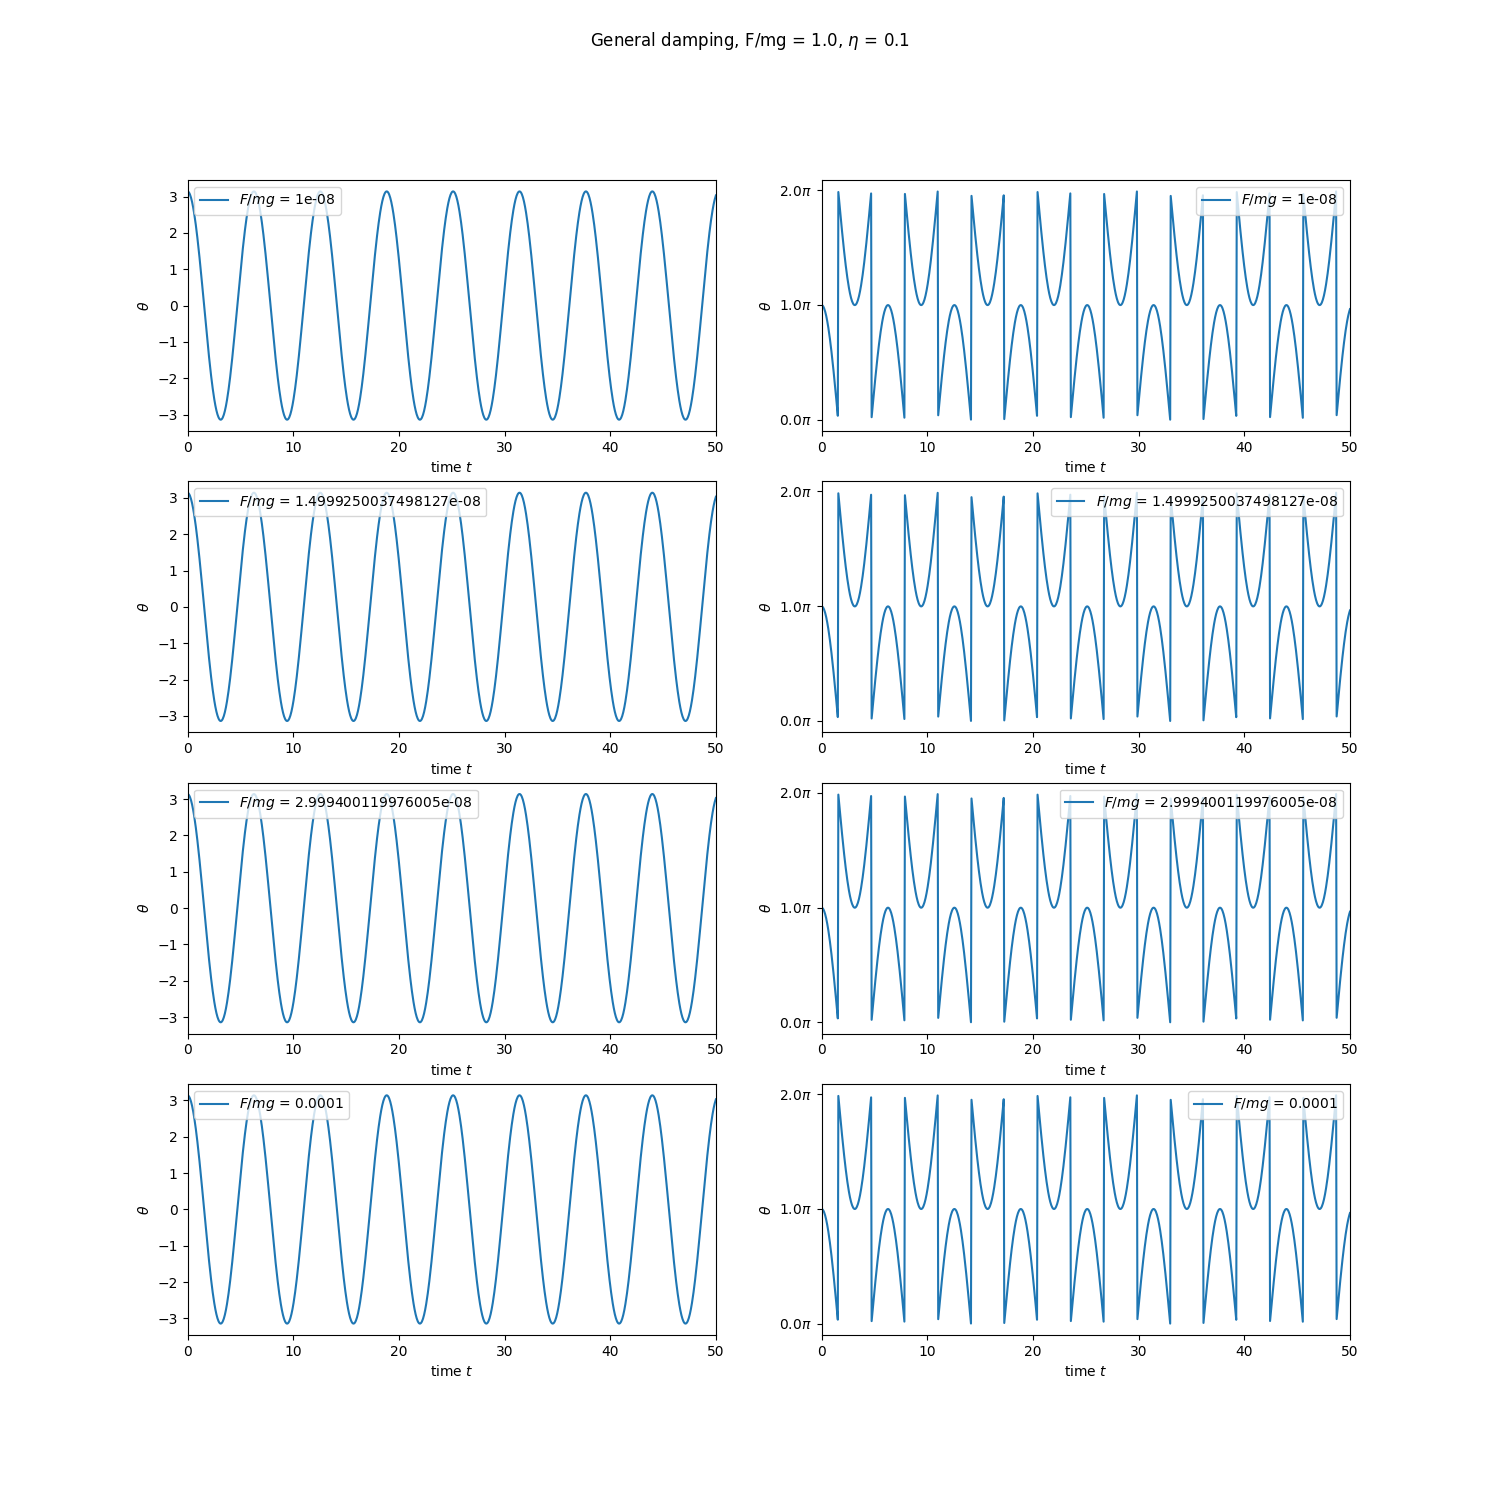 General damping, F/mg = 1.0, η = 0.1
F/mg = 1e-08
3
2
1
0
−1
−2
−3
θ
0 10 20 30 40 50
time t
F/mg = 1e-08
2.0π
1.0π
0.0π
θ
0 10 20 30 40 50
time t
F/mg = 1.4999250037498127e-08
3
2
1
0
−1
−2
−3
θ
0 10 20 30 40 50
time t
F/mg = 1.4999250037498127e-08
2.0π
1.0π
0.0π
θ
0 10 20 30 40 50
time t
F/mg = 2.999400119976005e-08
3
2
1
0
−1
−2
−3
θ
0 10 20 30 40 50
time t
F/mg = 2.999400119976005e-08
2.0π
1.0π
0.0π
θ
0 10 20 30 40 50
time t
F/mg = 0.0001
3
2
1
0
−1
−2
−3
θ
0 10 20 30 40 50
time t
F/mg = 0.0001
2.0π
1.0π
0.0π
θ
0 10 20 30 40 50
time t